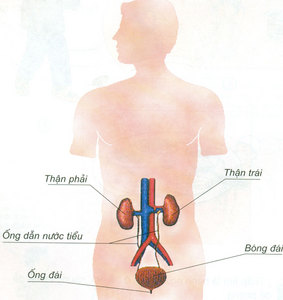 Thận trái
Thận phải
Ống dẫn nước tiểu
Bóng đái
Ống đái